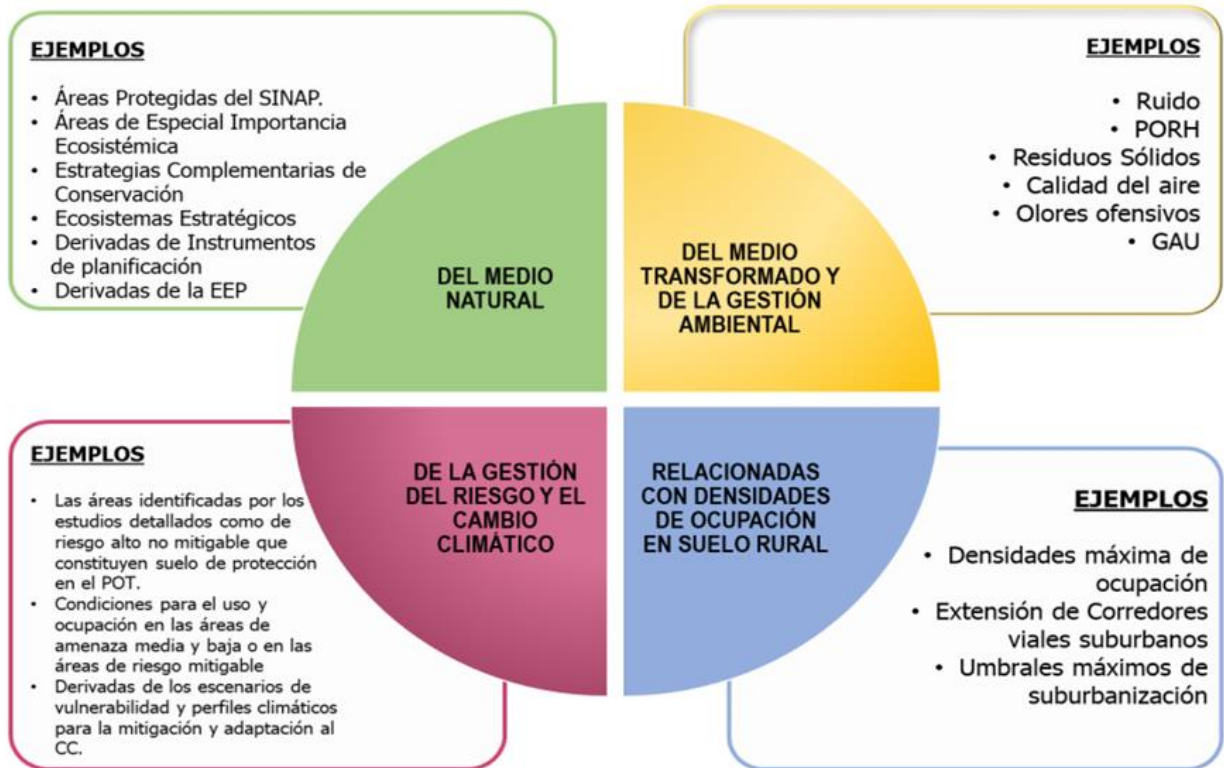 EJEMPLOS
• Áreas Protegidas del SINAP.
• Áreas de Especial Importancia
Ecosistémica
• Estrategias Complementarias de
Conservación
• Ecosistemas Estratégicos
• Derivadas de Instrumentos
de planificación
• Derivadas de la EEP
EJEMPLOS
• Ruido
• PORH
• Residuos Sólidos
• Calidad del aire
• Olores ofensivos
• GAU
DEL MEDIO
NATURAL
DEL MEDIO
TRANSFORMADO Y
DE LA GESTIÓN
AMBIENTAL
DE LA GESTIÓN
DEL RIESGO Y EL
CAMBIO
CLIMÁTICO
RELACIONADAS
CON DENSIDADES
DE OCUPACIÓN
EN SUELO RURAL
EJEMPLOS
• Las áreas identificadas por los
estudios detallados como de
riesgo alto no mitigable que
constituyen suelo de protección
en el POT.
• Condiciones para el uso y
ocupación en las áreas de
amenaza media y baja o en las
áreas de riesgo mitigable
• Derivadas de los escenarios de
vulnerabilidad y perfiles climáticos
para la mitigación y adaptación al
CC.
EJEMPLOS
• Densidades máxima de
ocupación
• Extensión de Corredores
viales suburbanos
• Umbrales máximos de
suburbanización